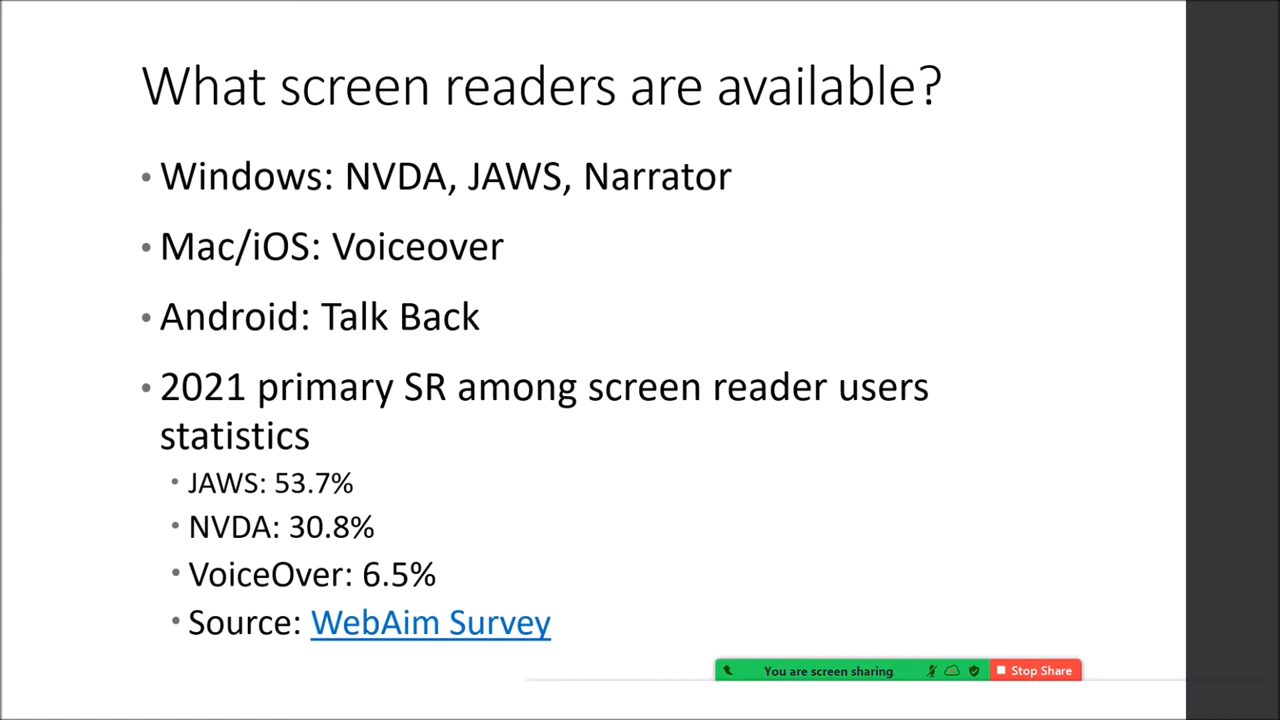 What screen readers are available?
• Windows: NVDA, JAWS, Narrator
• Mac/iOS: Voiceover
• Android: Talk Back
• 2021 primary SR among screen reader users
statistics
• JAWS: 53.7%
• NVDA: 30.8%
• VoiceOver: 6.5%
• Source: WebAim Survey
You are screen sharing
Stop Share